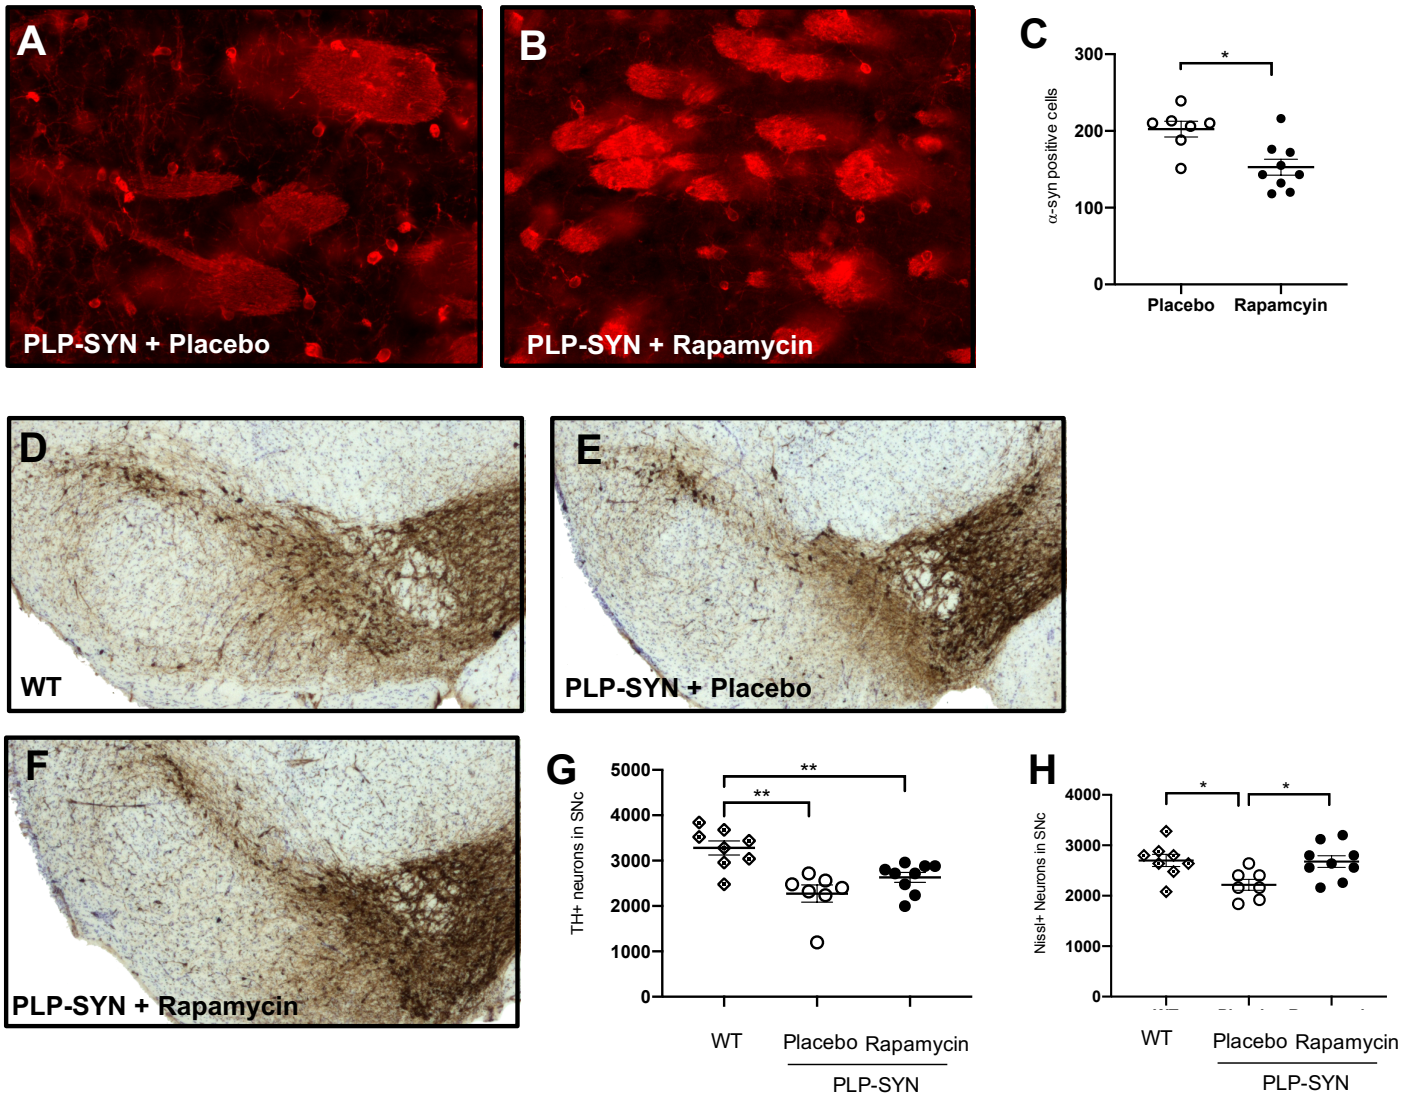 A
PLP-SYN + Placebo
B
PLP-SYN + Rapamycin
C
α-syn positive cells
300
200
100
0
*
Placebo
Rapamcyin
D
WT
E
PLP-SYN + Placebo
F
PLP-SYN + Rapamycin
G
TH+ neurons in SNc
5000
4000
3000
2000
1000
0
**
**
WT
Placebo
Rapamycin
PLP-SYN
H
Nissl+ Neurons in SNc
4000
3000
2000
1000
0
*
*
WT
Placebo
Rapamycin
PLP-SYN